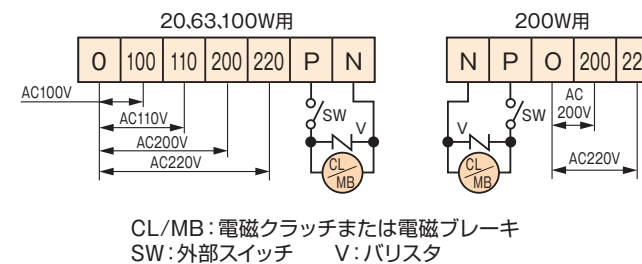 20、63、100W用
0 100 110 200 220 P N
AC100V
AC110V
AC200V
AC220V
SW
V
CL/MB
200W用
N P O 200 22
AC
200V
SW
V
AC220V
CL/MB
CL/MB：電磁クラッチまたは電磁ブレーキ
SW：外部スイッチ V：バリスタ